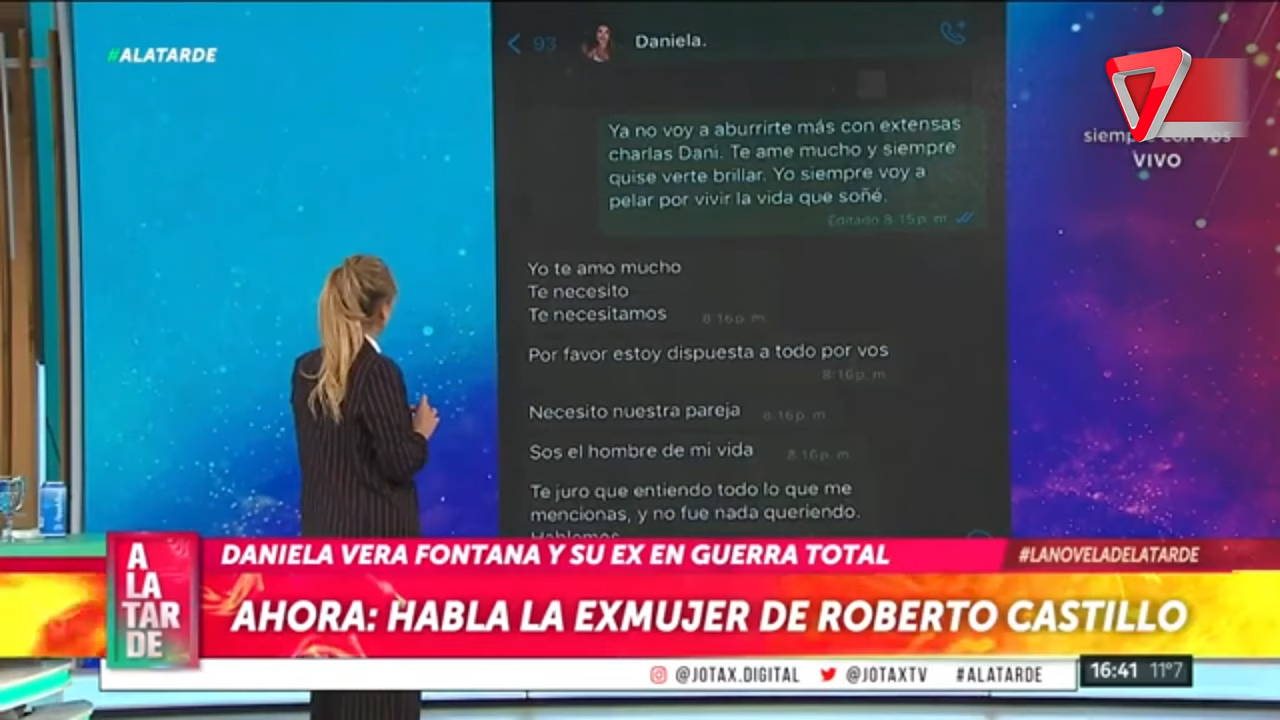 #ALATARDE
93
Daniela.
Ya no voy a aburrirte más con extensas
charlas Dani. Te ame mucho y siempre
quise verte brillar. Yo siempre voy a
pelar por vivir la vida que soñé.
Editado 8:15 p. m.
Yo te amo mucho
Te necesito
Te necesitamos
8:16 p. m.
Por favor estoy dispuesta a todo por vos
8:16 p. m.
Necesito nuestra pareja 8:16 p. m.
Sos el hombre de mi vida 8:16 p. m.
Te juro que entiendo todo lo que me
mencionas, y no fue nada queriendo.
Hablemos
siempre con vos
VIVO
A
LA
TAR
DE
DANIELA VERA FONTANA Y SU EX EN GUERRA TOTAL
#LANOVELADELATARDE
AHORA: HABLA LA EXMUJER DE ROBERTO CASTILLO
@JOTAX.DIGITAL @JOTAXTV #ALATARDE
16:41 11°7